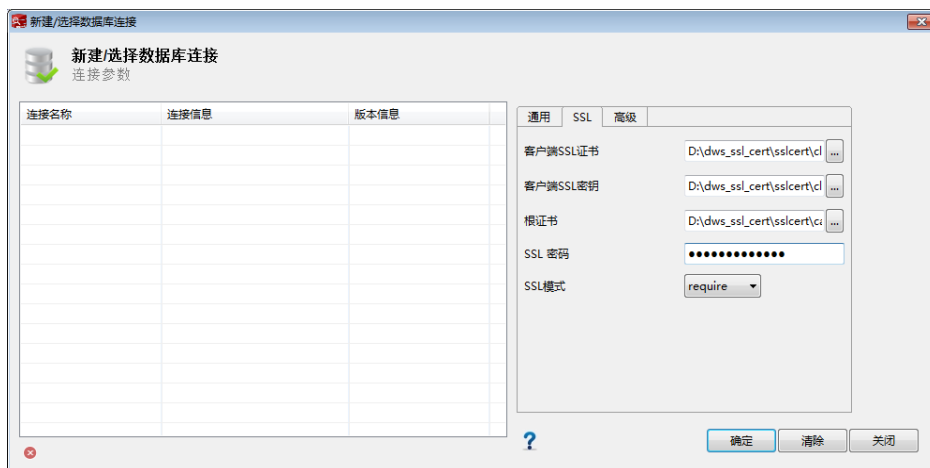 新建/选择数据库连接
新建/选择数据库连接
连接参数
连接名称 连接信息 版本信息
通用 SSL 高级
客户端SSL证书 D:\dws_ssl_cert\sslcert\cl ...
客户端SSL密钥 D:\dws_ssl_cert\sslcert\cl ...
根证书 D:\dws_ssl_cert\sslcert\ca ...
SSL 密码 •••••••••••••
SSL模式 require
? 确定 清除 关闭